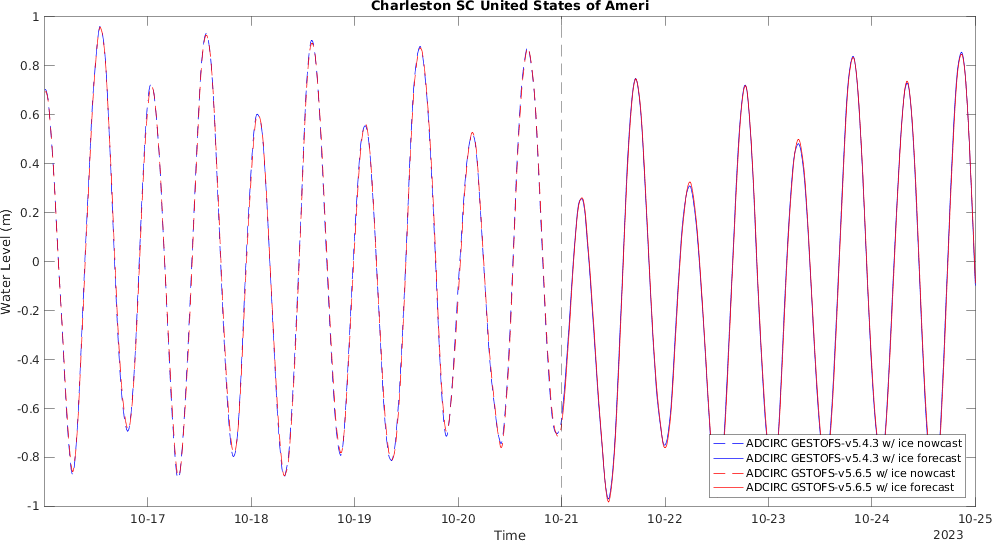 Charleston SC United States of Ameri
1
0.8
0.6
0.4
0.2
0
-0.2
-0.4
-0.6
-0.8
-1
Water Level (m)
ADCIRC GESTOFS-v5.4.3 w/ ice nowcast
ADCIRC GESTOFS-v5.4.3 w/ ice forecast
ADCIRC GSTOFS-v5.6.5 w/ ice nowcast
ADCIRC GSTOFS-v5.6.5 w/ ice forecast
10-17 10-18 10-19 10-20 10-21 10-22 10-23 10-24 10-25
Time
2023